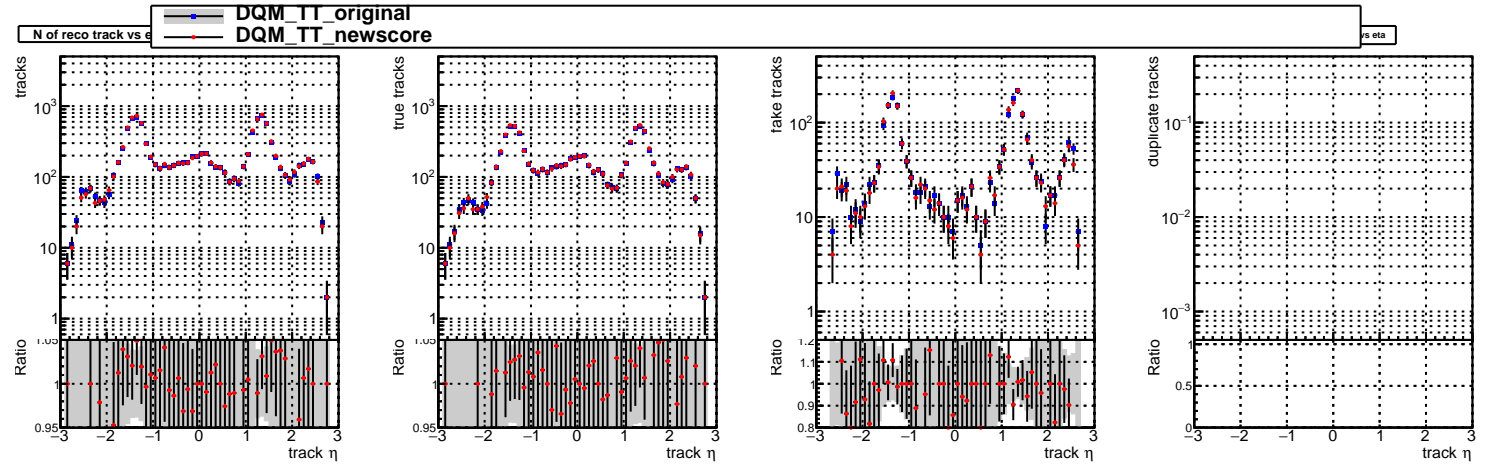 DQM_TT_original
DQM_TT_newscore
N of reco track vs e
vs eta
tracks
10³
10²
10
1
Ratio
1.05
1
0.95
−3 −2 −1 0 1 2 3
track η
true tracks
10³
10²
10
1
Ratio
1.05
1
0.95
−3 −2 −1 0 1 2 3
track η
fake tracks
10²
10
1
Ratio
1.2
1.1
1
0.9
0.8
−3 −2 −1 0 1 2 3
track η
duplicate tracks
10⁻¹
10⁻²
10⁻³
Ratio
1
0.5
0
−3 −2 −1 0 1 2 3
track η